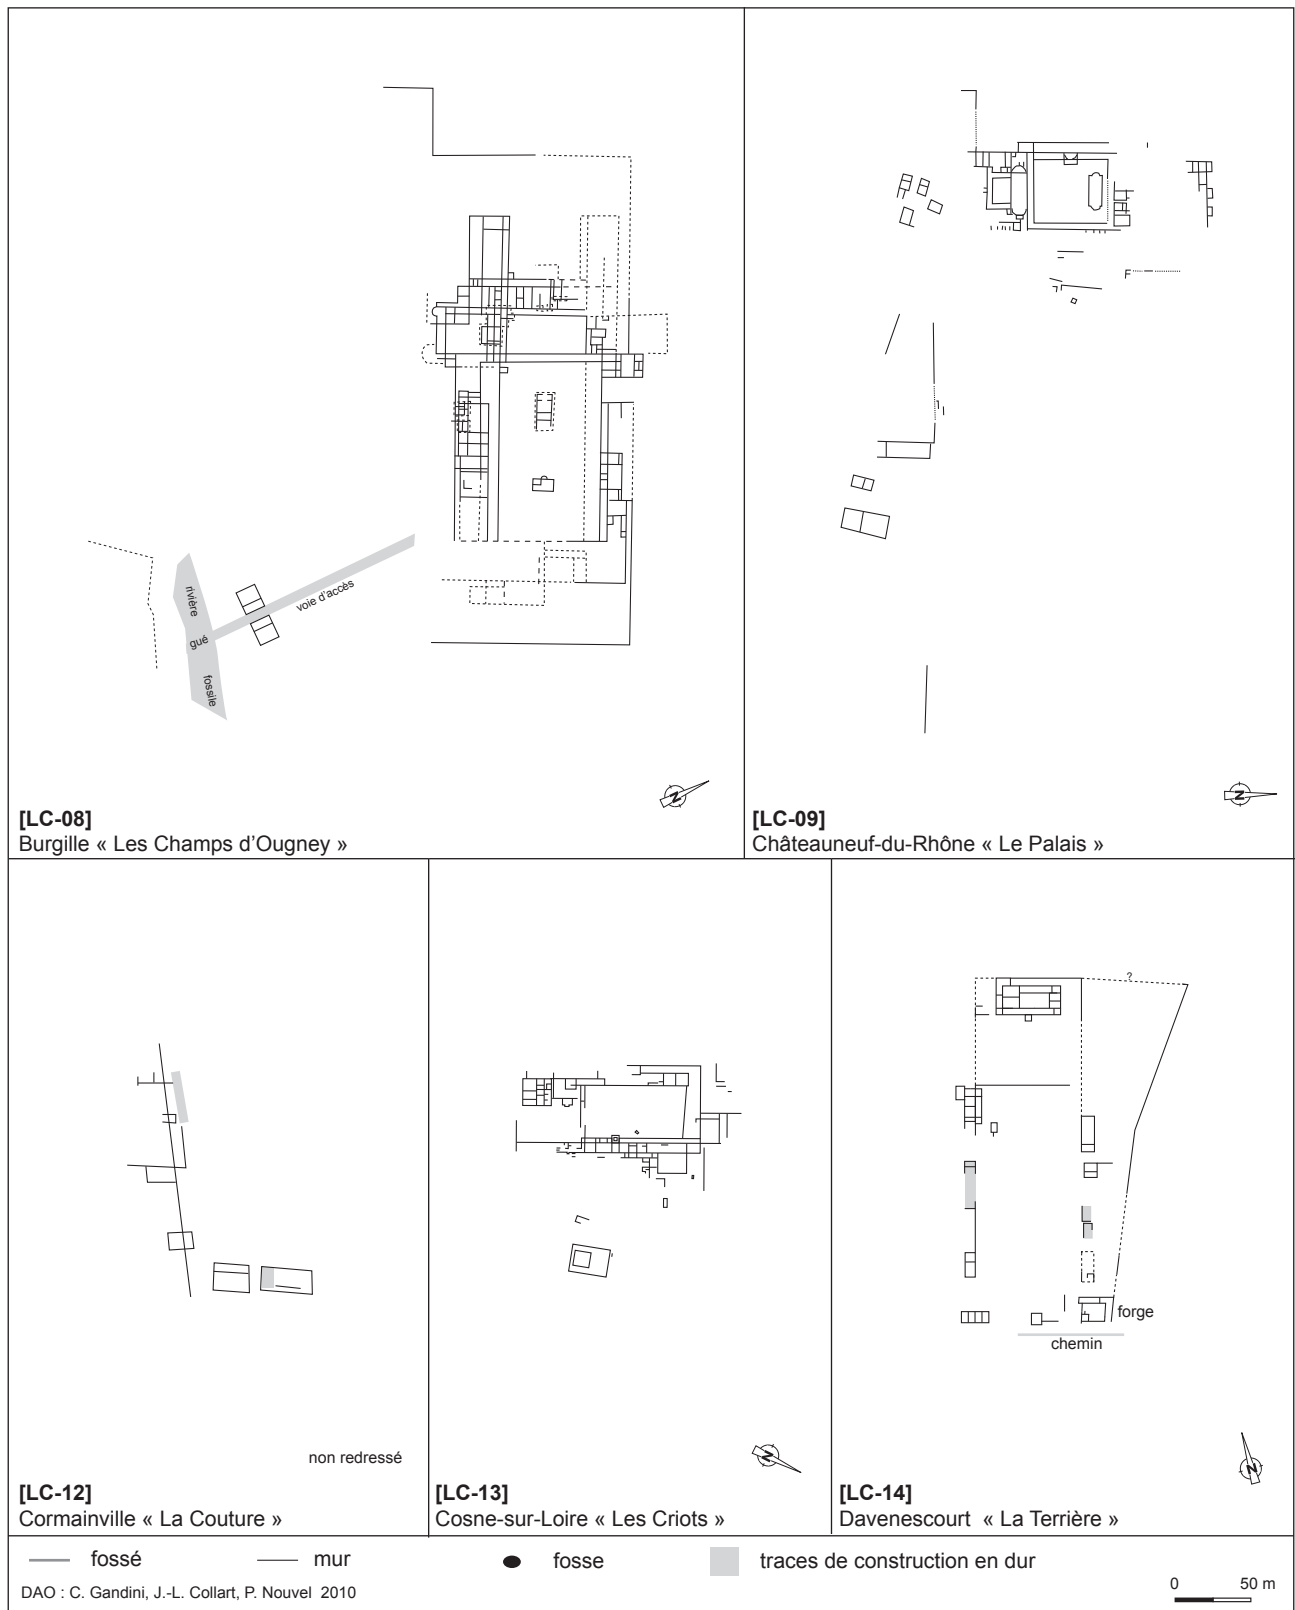 rivière
gué
fossile
voie d'accès
N
[LC-08]
Burgille « Les Champs d'Ougney »
F
N
[LC-09]
Châteauneuf-du-Rhône « Le Palais »
non redressé
[LC-12]
Cormainville « La Couture »
N
[LC-13]
Cosne-sur-Loire « Les Criots »
?
forge
chemin
N
[LC-14]
Davenescourt « La Terrière »
fossé mur fosse traces de construction en dur
DAO : C. Gandini, J.-L. Collart, P. Nouvel 2010
0 50 m